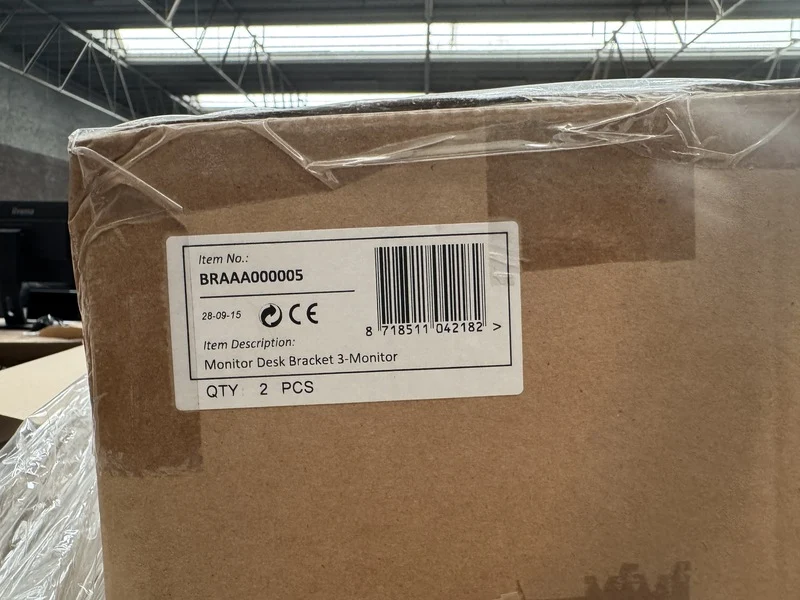 Item No.:
BRAAA000005
28-09-15
CE
8 718511 042182 >
Item Description:
Monitor Desk Bracket 3-Monitor
QTY: 2 PCS